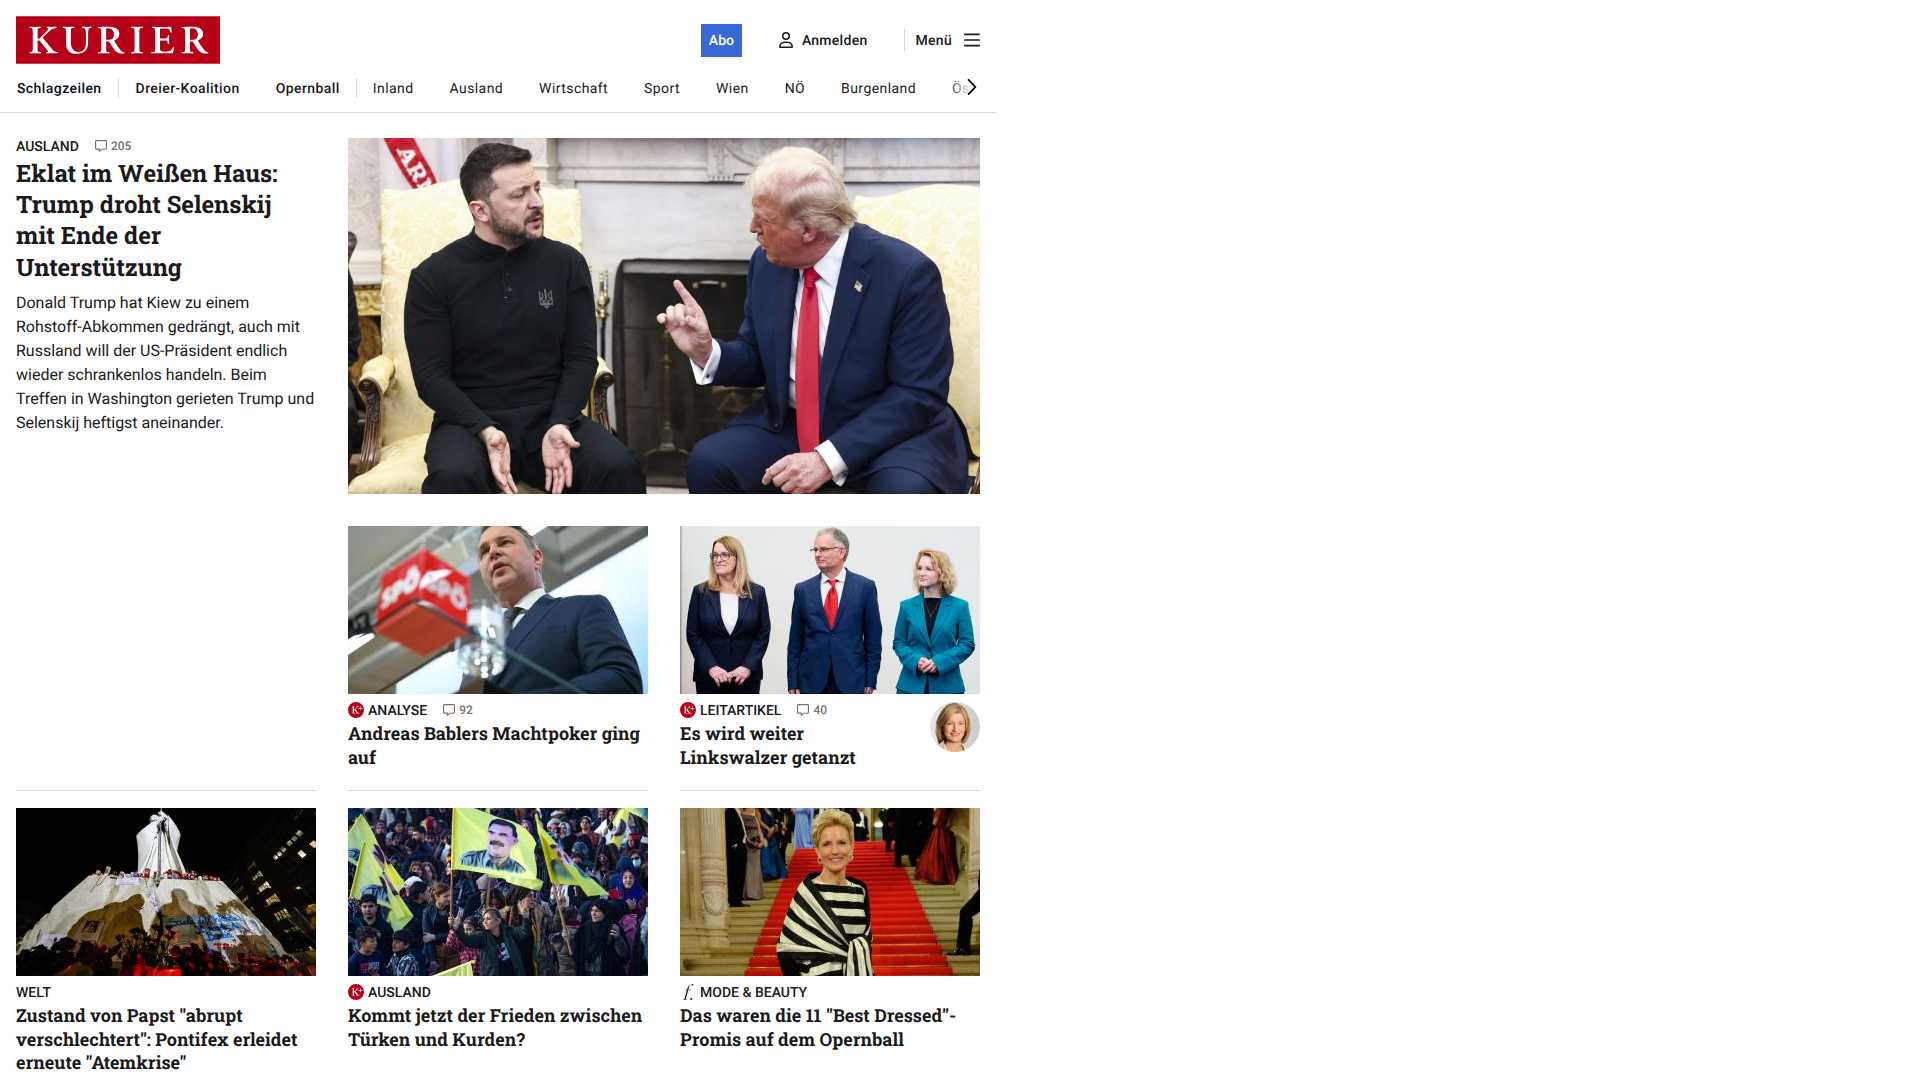 KURIER
Abo
Anmelden
Menü
Schlagzeilen
Dreier-Koalition
Opernball
Inland
Ausland
Wirtschaft
Sport
Wien
NÖ
Burgenland
AUSLAND 205
Eklat im Weißen Haus:
Trump droht Selenskij
mit Ende der
Unterstützung
Donald Trump hat Kiew zu einem
Rohstoff-Abkommen gedrängt, auch mit
Russland will der US-Präsident endlich
wieder schrankenlos handeln. Beim
Treffen in Washington gerieten Trump und
Selenskij heftigst aneinander.
SPÖ SPÖ
K+ ANALYSE 92
Andreas Bablers Machtpoker ging
auf
K+ LEITARTIKEL 40
Es wird weiter
Linkswalzer getanzt
WELT
Zustand von Papst "abrupt
verschlechtert": Pontifex erleidet
erneute "Atemkrise"
K+ AUSLAND
Kommt jetzt der Frieden zwischen
Türken und Kurden?
f. MODE & BEAUTY
Das waren die 11 "Best Dressed"-
Promis auf dem Opernball